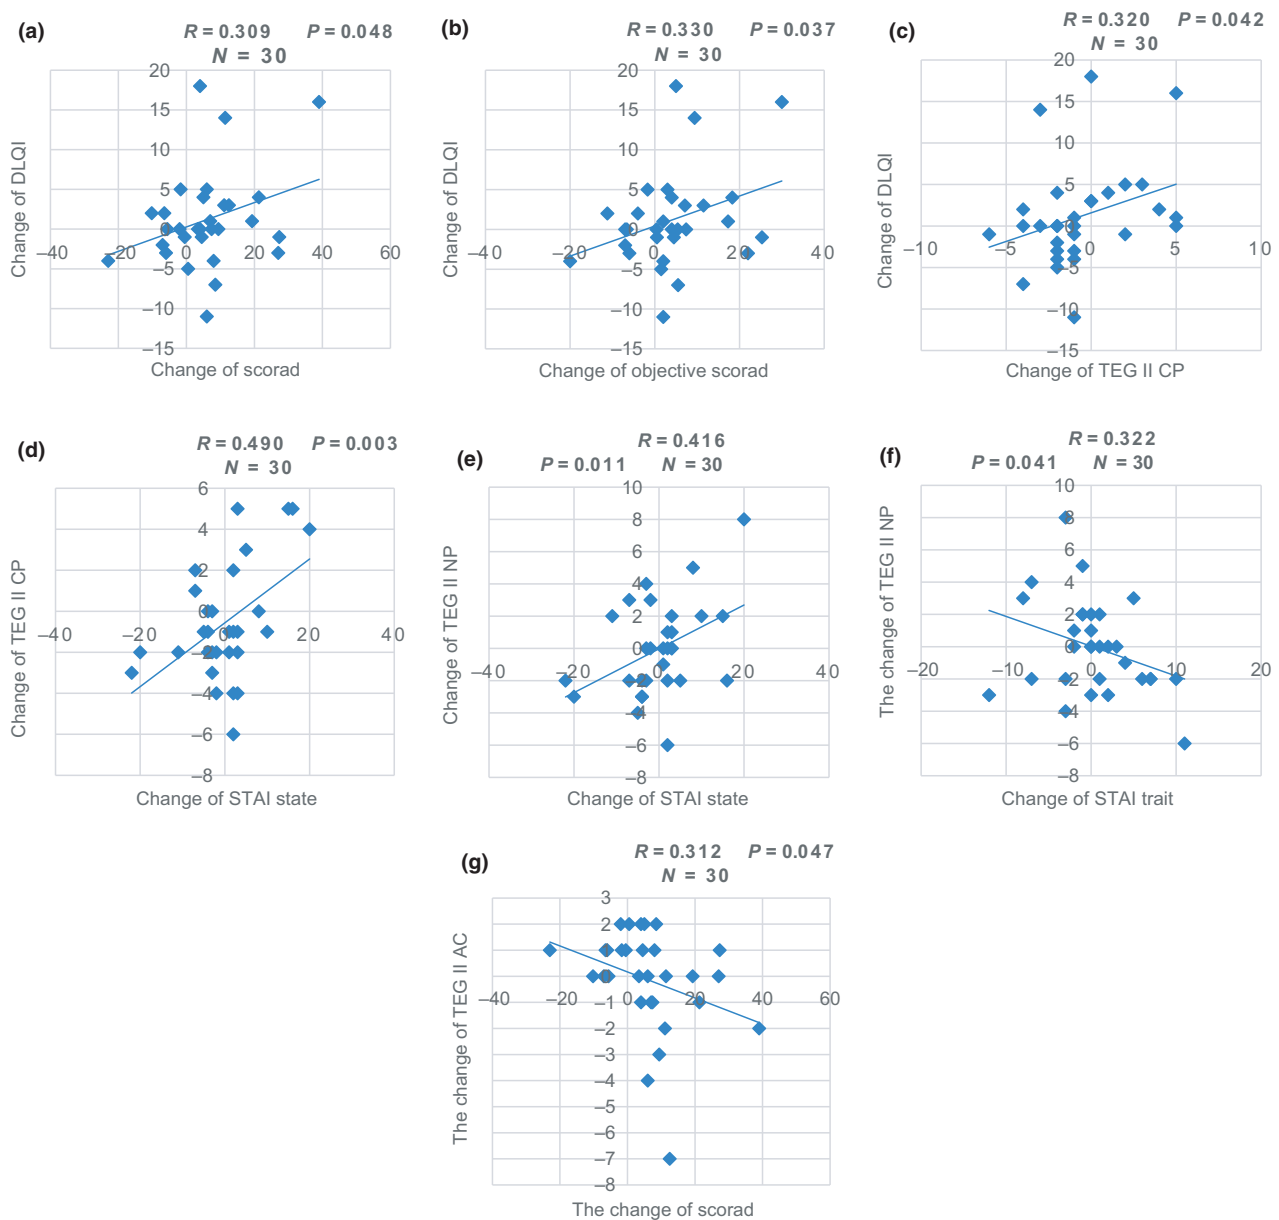 (a)
R = 0.309 P = 0.048
N = 30
20
15
10
5
0
–5
–10
–15
–40 –20 0 20 40 60
Change of DLQI
Change of scorad
(b)
R = 0.330 P = 0.037
N = 30
20
15
10
5
0
–5
–10
–15
–40 –20 0 20 40
Change of DLQI
Change of objective scorad
(c)
R = 0.320 P = 0.042
N = 30
20
15
10
5
0
–5
–10
–15
–10 –5 0 5 10
Change of DLQI
Change of TEG II CP
(d)
R = 0.490 P = 0.003
N = 30
6
4
2
0
–2
–4
–6
–8
–40 –20 0 20 40
Change of TEG II CP
Change of STAI state
(e)
R = 0.416
P = 0.011 N = 30
10
8
6
4
2
0
–2
–4
–6
–8
–40 –20 0 20 40
Change of TEG II NP
Change of STAI state
(f)
R = 0.322
P = 0.041 N = 30
10
8
6
4
2
0
–2
–4
–6
–8
–20 –10 0 10 20
The change of TEG II NP
Change of STAI trait
(g)
R = 0.312 P = 0.047
N = 30
3
2
1
0
–1
–2
–3
–4
–5
–6
–7
–8
–40 –20 0 20 40 60
The change of TEG II AC
The change of scorad